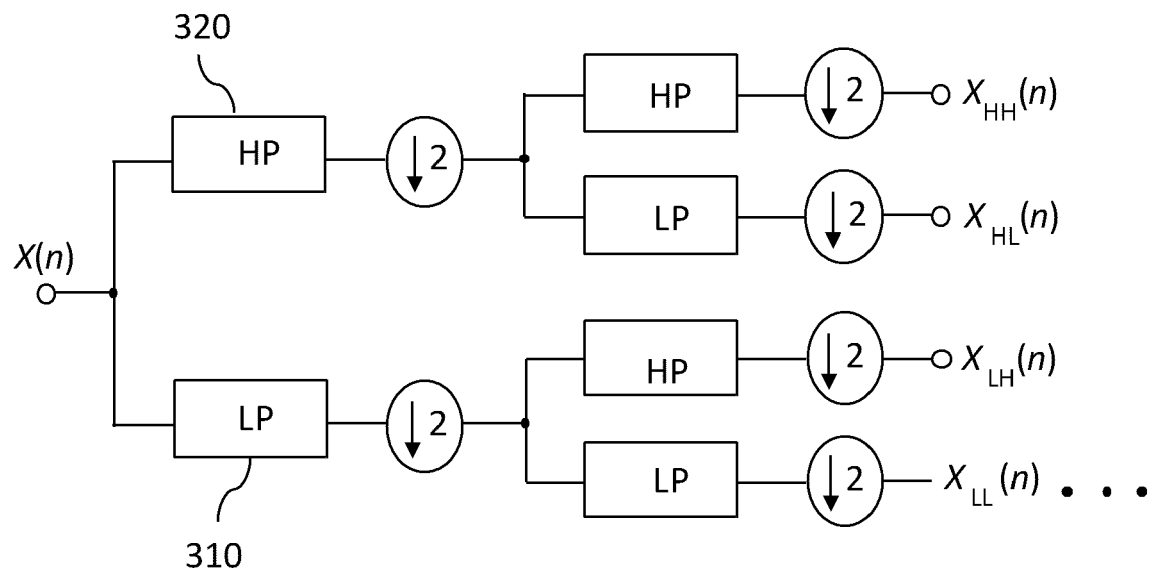 320
HP
↓2
HP
↓2
X_HH(n)
LP
↓2
X_HL(n)
X(n)
LP
↓2
HP
↓2
X_LH(n)
LP
↓2
X_LL(n) • • •
310